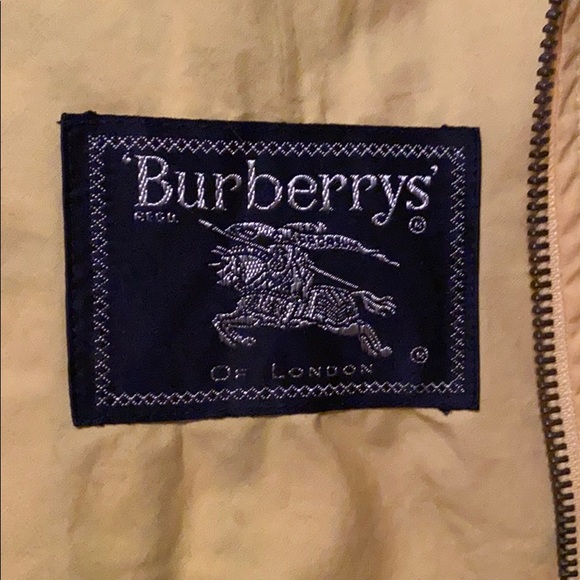 'Burberrys'
REGD. ®
®
OF LONDON